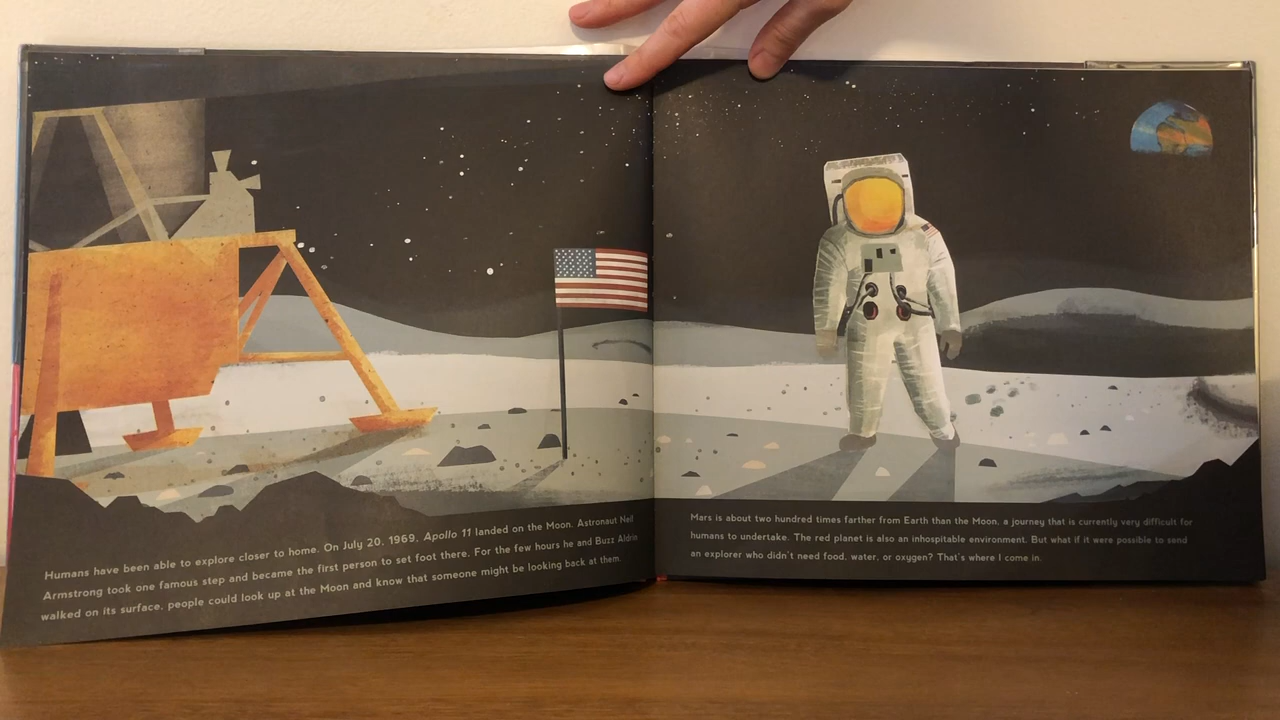 Humans have been able to explore closer to home. On July 20, 1969, Apollo 11 landed on the Moon. Astronaut Neil
Armstrong took one famous step and became the first person to set foot there. For the few hours he and Buzz Aldrin
walked on its surface, people could look up at the Moon and know that someone might be looking back at them.
Mars is about two hundred times farther from Earth than the Moon, a journey that is currently very difficult for
humans to undertake. The red planet is also an inhospitable environment. But what if it were possible to send
an explorer who didn't need food, water, or oxygen? That's where I come in.